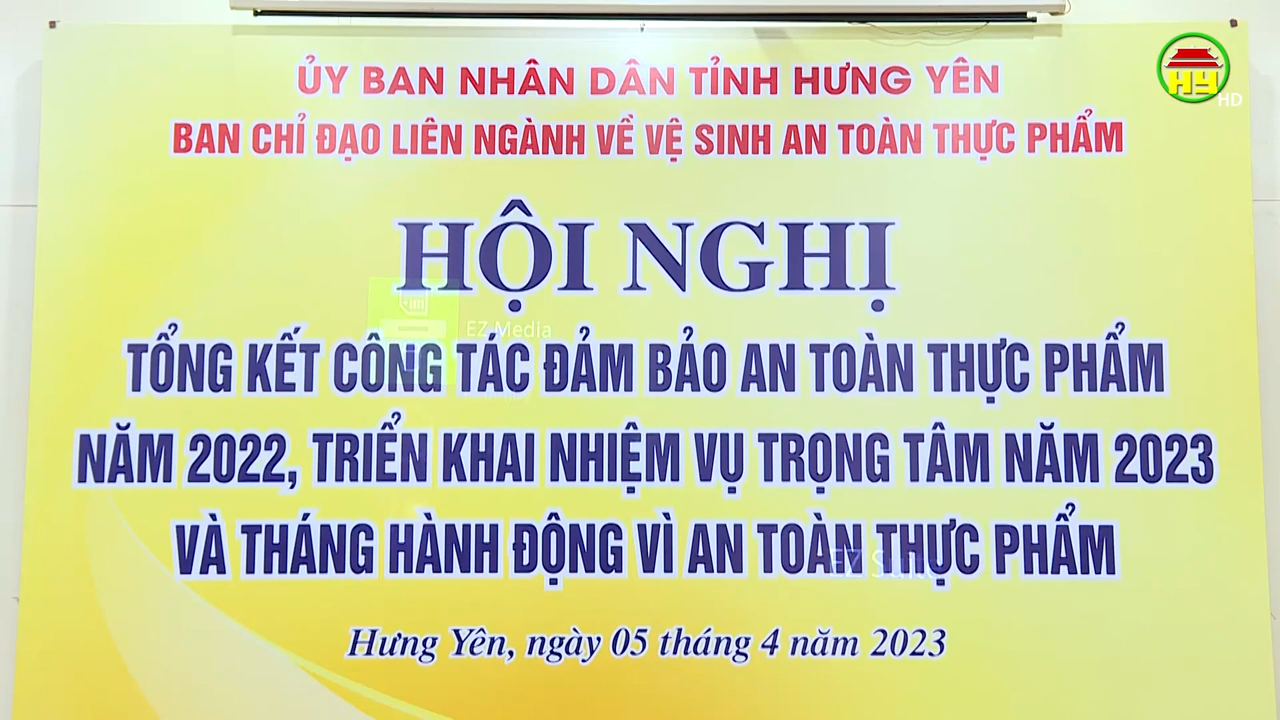 ỦY BAN NHÂN DÂN TỈNH HƯNG YÊN
BAN CHỈ ĐẠO LIÊN NGÀNH VỀ VỆ SINH AN TOÀN THỰC PHẨM
HY
HD
HỘI NGHỊ
EZ Media
TỔNG KẾT CÔNG TÁC ĐẢM BẢO AN TOÀN THỰC PHẨM
NĂM 2022, TRIỂN KHAI NHIỆM VỤ TRỌNG TÂM NĂM 2023
VÀ THÁNG HÀNH ĐỘNG VÌ AN TOÀN THỰC PHẨM
Hưng Yên, ngày 05 tháng 4 năm 2023